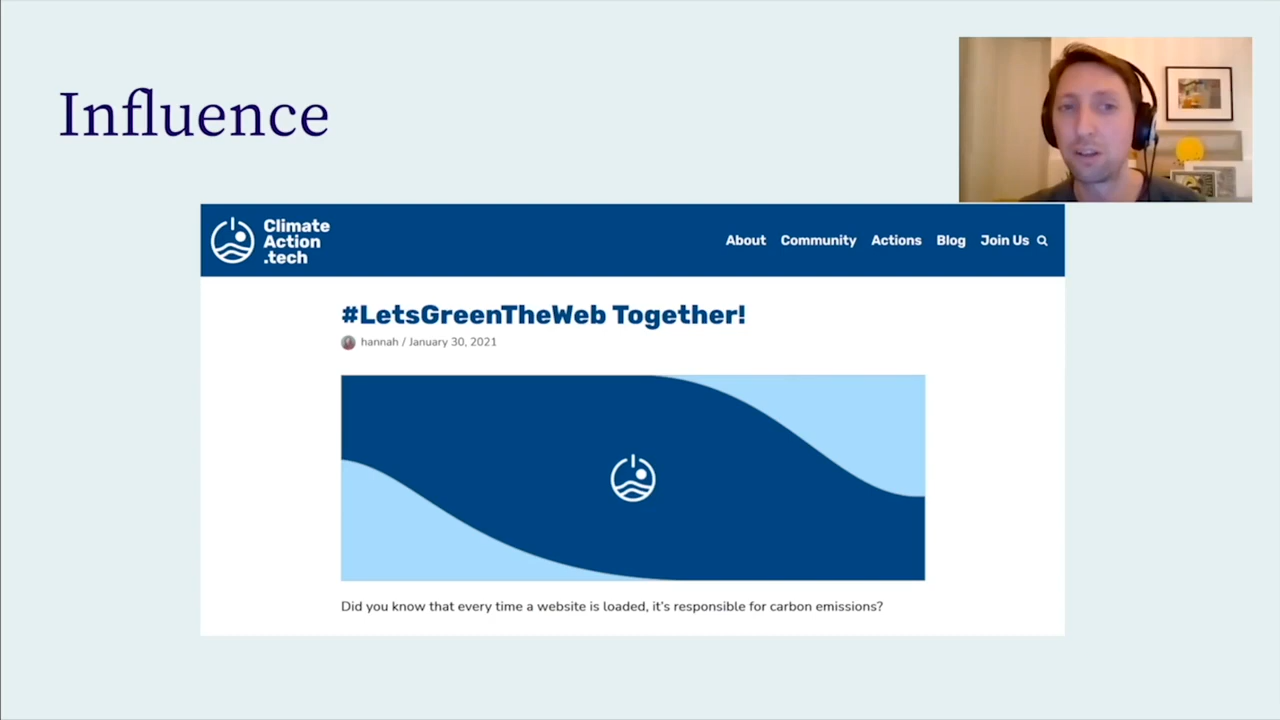 Influence
Climate
Action
.tech
About Community Actions Blog Join Us
#LetsGreenTheWeb Together!
hannah / January 30, 2021
Did you know that every time a website is loaded, it's responsible for carbon emissions?